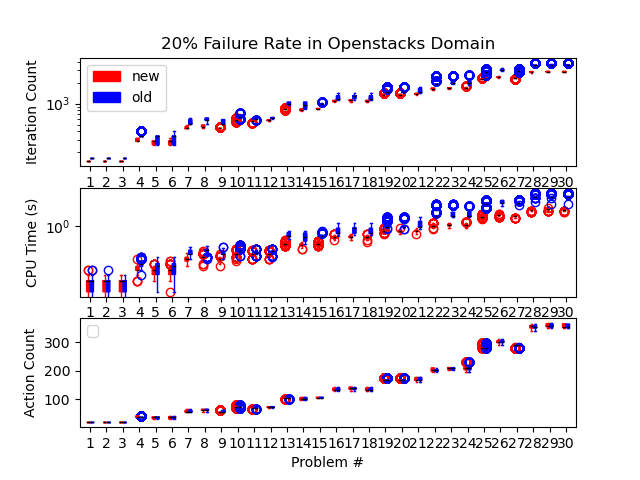 20% Failure Rate in Openstacks Domain
Iteration Count
10³
new
old
1 2 3 4 5 6 7 8 9 10 11 12 13 14 15 16 17 18 19 20 21 22 23 24 25 26 27 28 29 30
CPU Time (s)
10⁰
1 2 3 4 5 6 7 8 9 10 11 12 13 14 15 16 17 18 19 20 21 22 23 24 25 26 27 28 29 30
Action Count
300
200
100
1 2 3 4 5 6 7 8 9 10 11 12 13 14 15 16 17 18 19 20 21 22 23 24 25 26 27 28 29 30
Problem #